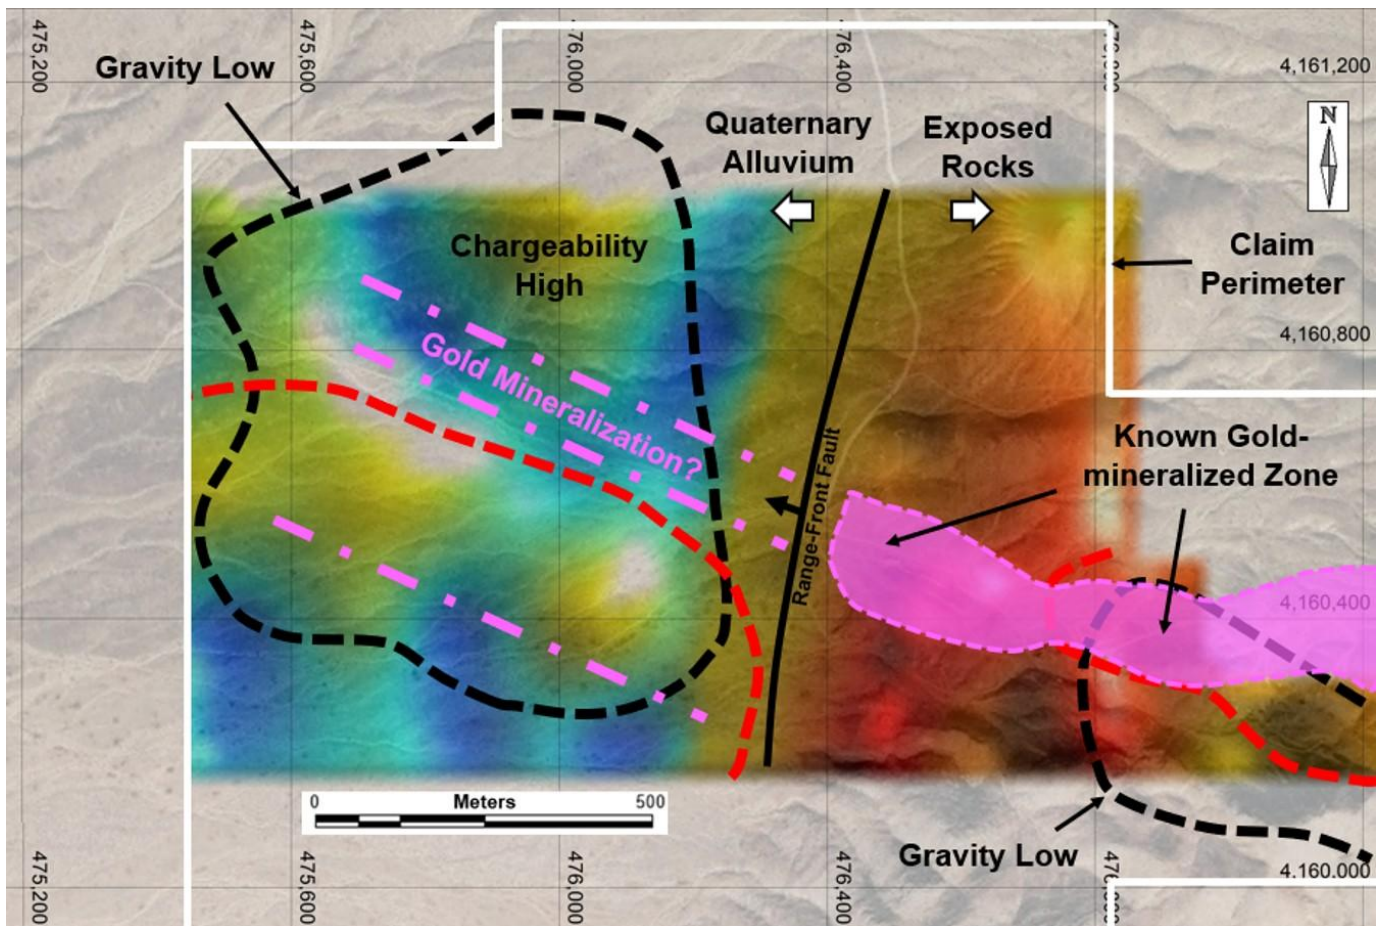 475,200
475,600
76,000
76,400
4,161,200
Gravity Low
Quaternary
Alluvium
Exposed
Rocks
N
Chargeability
High
Claim
Perimeter
4,160,800
Gold Mineralization?
Known Gold-
mineralized Zone
Range-Front Fault
4,160,400
0 Meters 500
Gravity Low
4,160,000
475,200
475,600
476,000
476,400